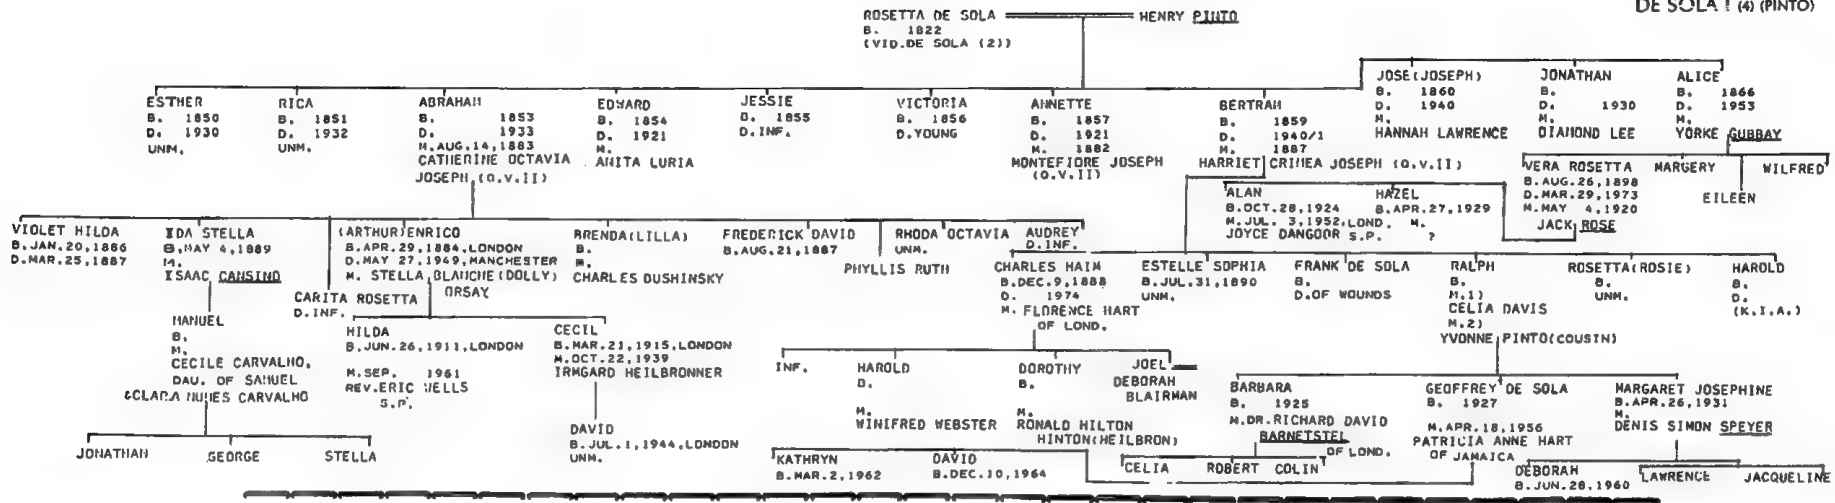 DE SOLA I (4) (PINTO)
ROSETTA DE SOLA HENRY PINTO
B. 1822
(VID.DE SOLA (2))
ESTHER
B. 1850
D. 1930
UNM.
RICA
B. 1851
D. 1932
UNM.
ABRAHAM
B. 1853
D. 1933
M.AUG.14,1883
CATHERINE OCTAVIA
JOSEPH (Q.V.II)
EDWARD
B. 1854
D. 1921
M.
ANITA LURIA
JESSIE
B. 1855
D.INF.
VICTORIA
B. 1856
D.YOUNG
ANNETTE
B. 1857
D. 1921
M. 1882
MONTEFIORE JOSEPH
(Q.V.II)
BERTRAM
B. 1859
D. 1940/1
M. 1887
HARRIET CRIMEA JOSEPH (Q.V.II)
JOSE(JOSEPH)
B. 1860
D. 1940
M.
HANNAH LAWRENCE
JONATHAN
B.
D. 1930
M.
DIAMOND LEE
ALICE
B. 1866
D. 1953
M.
YORKE GUBBAY
VERA ROSETTA
B.AUG.26,1898
D.MAR.29,1973
M.MAY 4,1920
JACK ROSE
MARGERY
EILEEN
WILFRED
ALAN
B.OCT.28,1924
M.JUL. 3,1952,LOND.
JOYCE DANGOOR S.P.
HAZEL
B.APR.27,1929
M.
?
VIOLET HILDA
B.JAN.20,1886
D.MAR.25,1887
IDA STELLA
B.MAY 4,1889
M.
ISAAC CANSINO
CARITA ROSETTA
D.INF.
(ARTHUR)ENRICO
B.APR.29,1884,LONDON
D.MAY 27,1949,MANCHESTER
M. STELLA BLANCHE(DOLLY)
ORSAY
BRENDA(LILLA)
B.
M.
CHARLES DUSHINSKY
FREDERICK DAVID
B.AUG.21,1887
PHYLLIS RUTH
RHODA OCTAVIA
UNM.
AUDREY
D.INF.
CHARLES HAIM
B.DEC.9,1888
D. 1974
M. FLORENCE HART
OF LOND.
ESTELLE SOPHIA
B.JUL.31,1890
UNM.
FRANK DE SOLA
B.
D.OF WOUNDS
RALPH
B.
M.1)
CELIA DAVIS
M.2)
YVONNE PINTO(COUSIN)
ROSETTA(ROSIE)
B.
UNM.
HAROLD
B.
D.
(K.I.A.)
MANUEL
B.
M.
CECILE CARVALHO,
DAU. OF SAMUEL
&CLARA NUNES CARVALHO
HILDA
B.JUN.26,1911,LONDON
M.SEP. 1961
REV.ERIC WELLS
S.P.
CECIL
B.MAR.21,1915,LONDON
M.OCT.22,1939
IRMGARD HEILBRONNER
INF.
HAROLD
B.
M.
WINIFRED WEBSTER
DOROTHY
B.
M.
RONALD HILTON
HINTON(HEILBRON)
JOEL
DEBORAH
BLAIRMAN
BARBARA
B. 1925
M.DR.RICHARD DAVID
BARNETSTEL
OF LOND.
GEOFFREY DE SOLA
B. 1927
M.APR.18,1956
PATRICIA ANNE HART
OF JAMAICA
MARGARET JOSEPHINE
B.APR.26,1931
M.
DENIS SIMON SPEYER
JONATHAN
GEORGE
STELLA
DAVID
B.JUL.1,1944,LONDON
UNM.
KATHRYN
B.MAR.2,1962
DAVID
B.DEC.10,1964
CELIA
ROBERT
COLIN
DEBORAH
B.JUN.28,1960
LAWRENCE
JACQUELINE